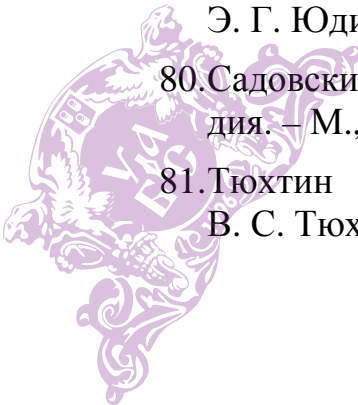 Э. Г. Юди
80.Садовски
дия. – М.,
81.Тюхтин
В. С. Тюх